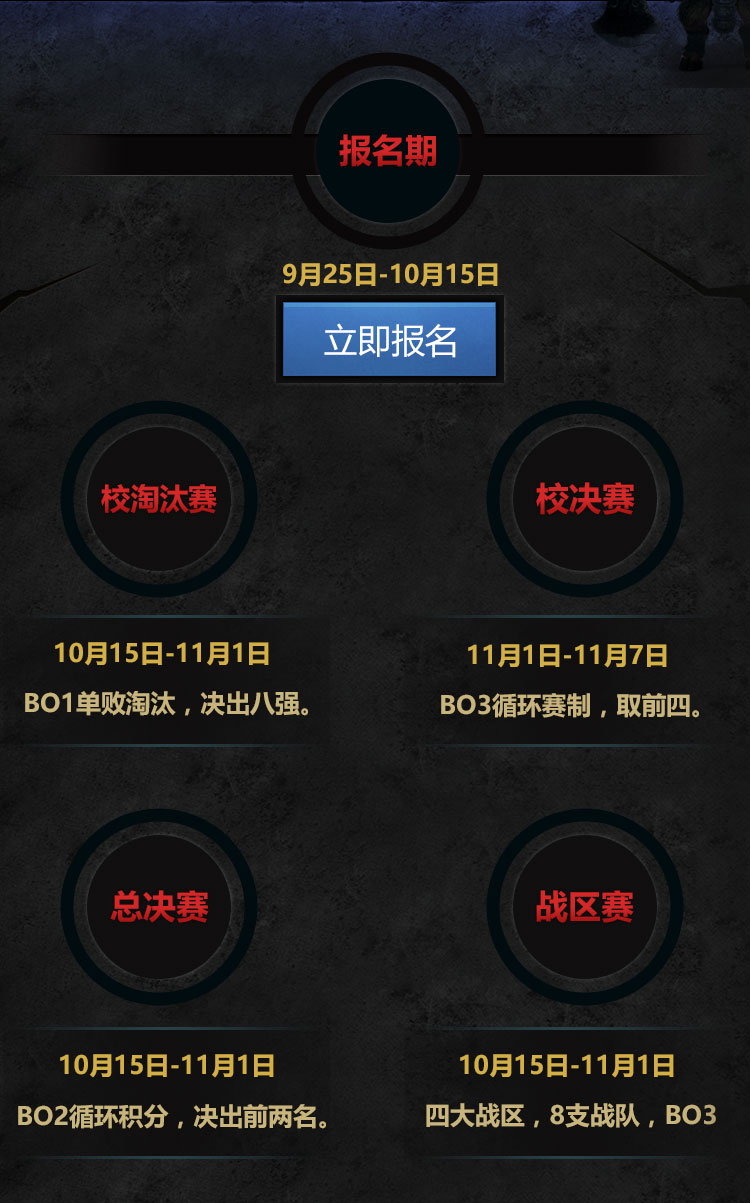 报名期
9月25日-10月15日
立即报名
校淘汰赛
校决赛
10月15日-11月1日
11月1日-11月7日
BO1单败淘汰，决出八强。
BO3循环赛制，取前四。
总决赛
战区赛
10月15日-11月1日
10月15日-11月1日
BO2循环积分，决出前两名。
四大战区，8支战队，BO3